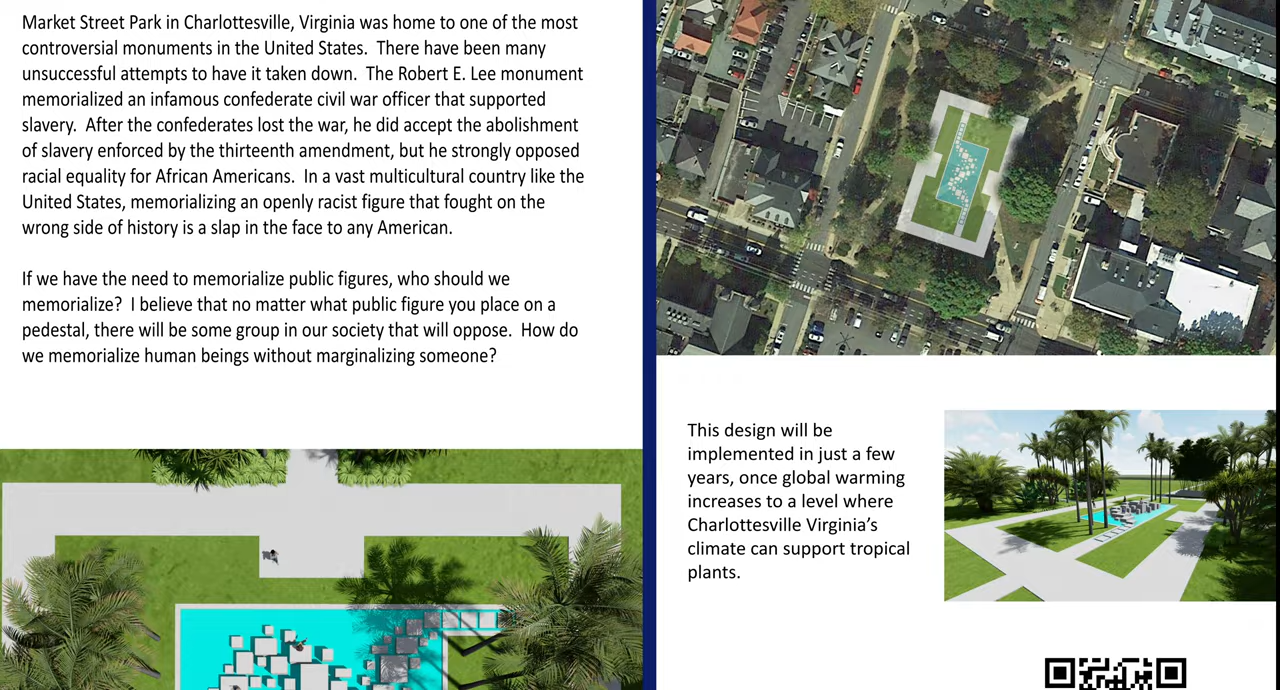 Market Street Park in Charlottesville, Virginia was home to one of the most
controversial monuments in the United States.  There have been many
unsuccessful attempts to have it taken down.  The Robert E. Lee monument
memorialized an infamous confederate civil war officer that supported
slavery.  After the confederates lost the war, he did accept the abolishment
of slavery enforced by the thirteenth amendment, but he strongly opposed
racial equality for African Americans.  In a vast multicultural country like the
United States, memorializing an openly racist figure that fought on the
wrong side of history is a slap in the face to any American.
If we have the need to memorialize public figures, who should we
memorialize?  I believe that no matter what public figure you place on a
pedestal, there will be some group in our society that will oppose.  How do
we memorialize human beings without marginalizing someone?
This design will be
implemented in just a few
years, once global warming
increases to a level where
Charlottesville Virginia’s
climate can support tropical
plants.